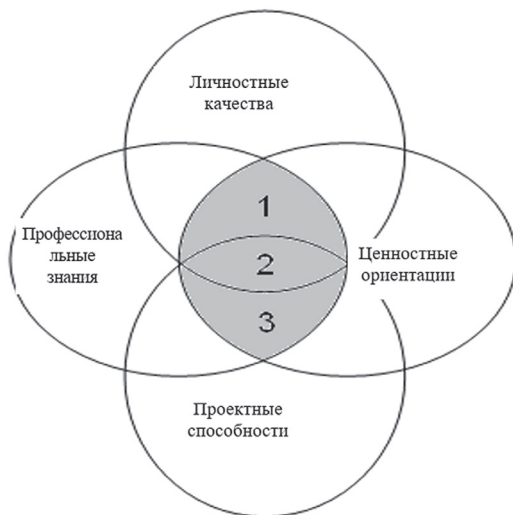 Личностные
качества
1
Профессиона
льные
знания
2
Ценностные
ориентации
3
Проектные
способности